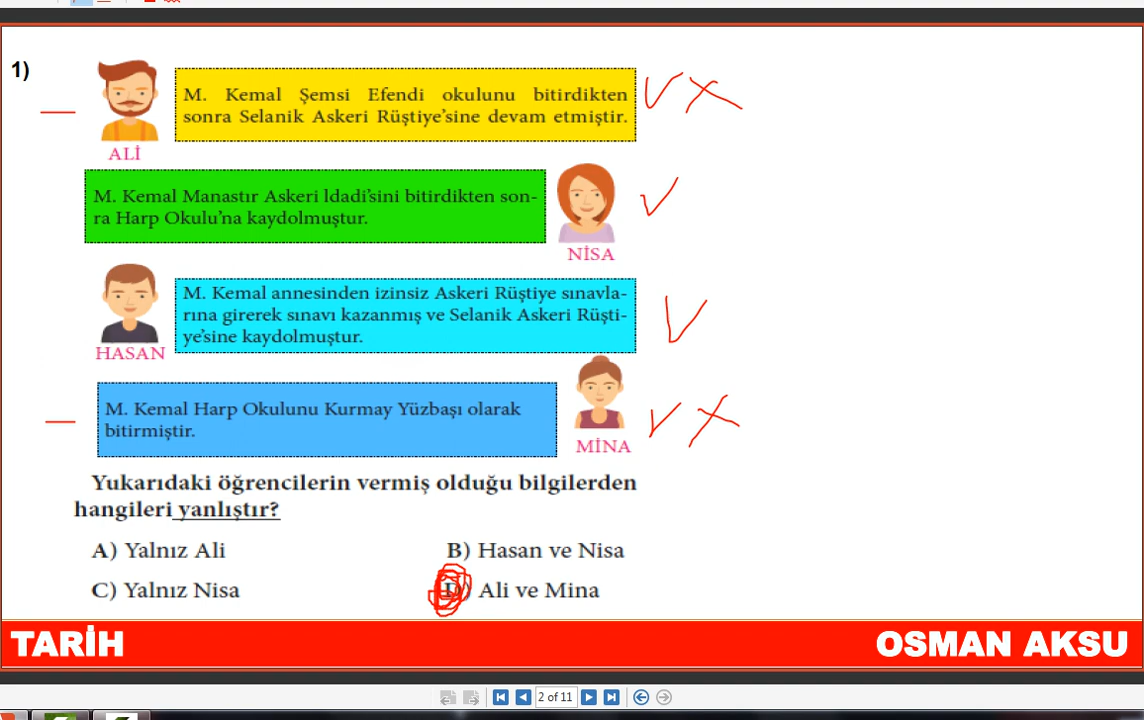 1)
M. Kemal Şemsi Efendi okulunu bitirdikten
sonra Selanik Askeri Rüştiye'sine devam etmiştir.
ALİ
M. Kemal Manastır Askeri ldadi'sini bitirdikten son-
ra Harp Okulu'na kaydolmuştur.
NİSA
M. Kemal annesinden izinsiz Askeri Rüştiye sınavla-
rına girerek sınavı kazanmış ve Selanik Askeri Rüşti-
ye'sine kaydolmuştur.
HASAN
M. Kemal Harp Okulunu Kurmay Yüzbaşı olarak
bitirmiştir.
MİNA
Yukarıdaki öğrencilerin vermiş olduğu bilgilerden
hangileri yanlıştır?
A) Yalnız Ali
B) Hasan ve Nisa
C) Yalnız Nisa
D) Ali ve Mina
TARİH
OSMAN AKSU
2 of 11